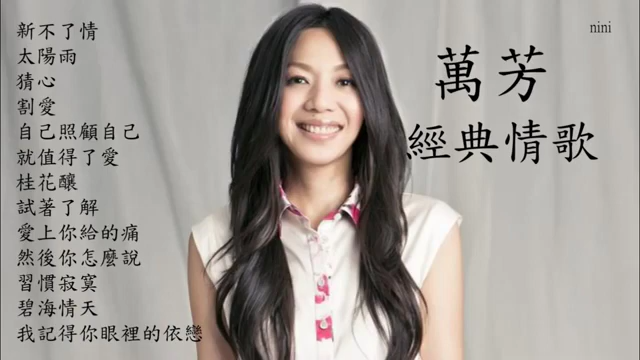 新不了情
太陽雨
猜心
割愛
自己照顧自己
就值得了愛
桂花釀
試著了解
愛上你給的痛
然後你怎麼說
習慣寂寞
碧海情天
我記得你眼裡的依戀
萬芳
經典情歌
nini